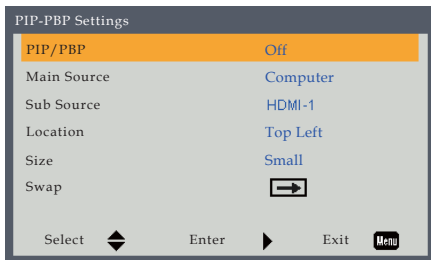 PIP-PBP Settings
PIP/PBP Off
Main Source Computer
Sub Source HDMI-1
Location Top Left
Size Small
Swap
Select Enter Exit Menu